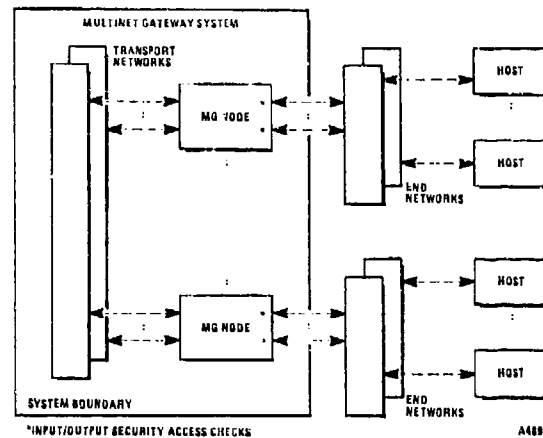 MULTINET GATEWAY SYSTEM
TRANSPORT
NETWORKS
MG NODE
HOST
HOST
END
NETWORKS
MG NODE
HOST
HOST
END
NETWORKS
SYSTEM BOUNDARY
*INPUT/OUTPUT SECURITY ACCESS CHECKS